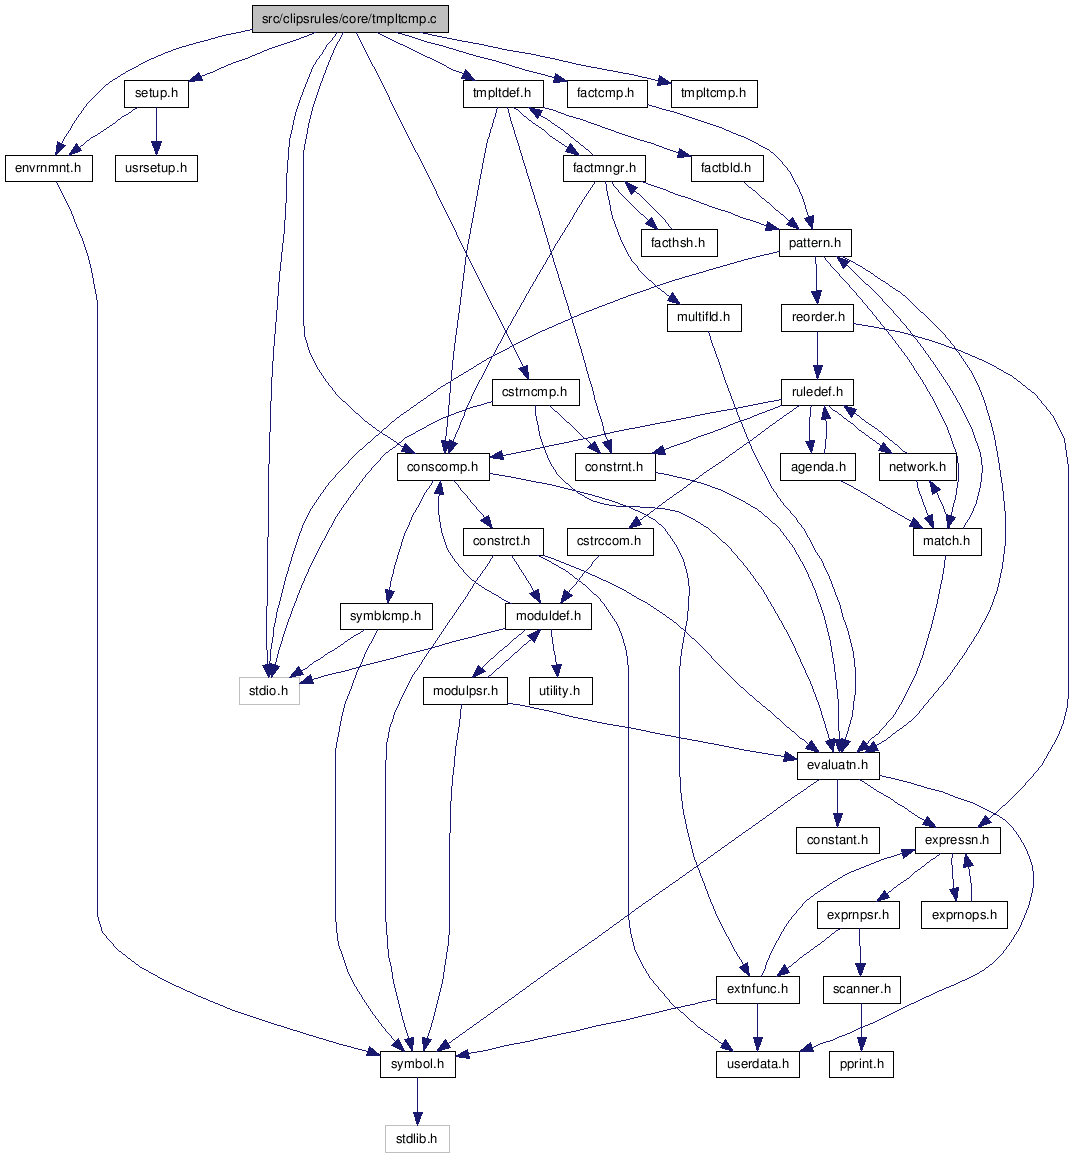 src/clipsrules/core/tmpltcmp.c
setup.h
tmpltdef.h
factcmp.h
tmpltcmp.h
envrnmnt.h
usrsetup.h
factmngr.h
factbld.h
facthsh.h
pattern.h
multifld.h
reorder.h
cstrncmp.h
ruledef.h
conscomp.h
constrnt.h
agenda.h
network.h
constrct.h
cstrccom.h
match.h
symblcmp.h
moduldef.h
stdio.h
modulpsr.h
utility.h
evaluatn.h
constant.h
expressn.h
exprnpsr.h
exprnops.h
extnfunc.h
scanner.h
symbol.h
userdata.h
pprint.h
stdlib.h